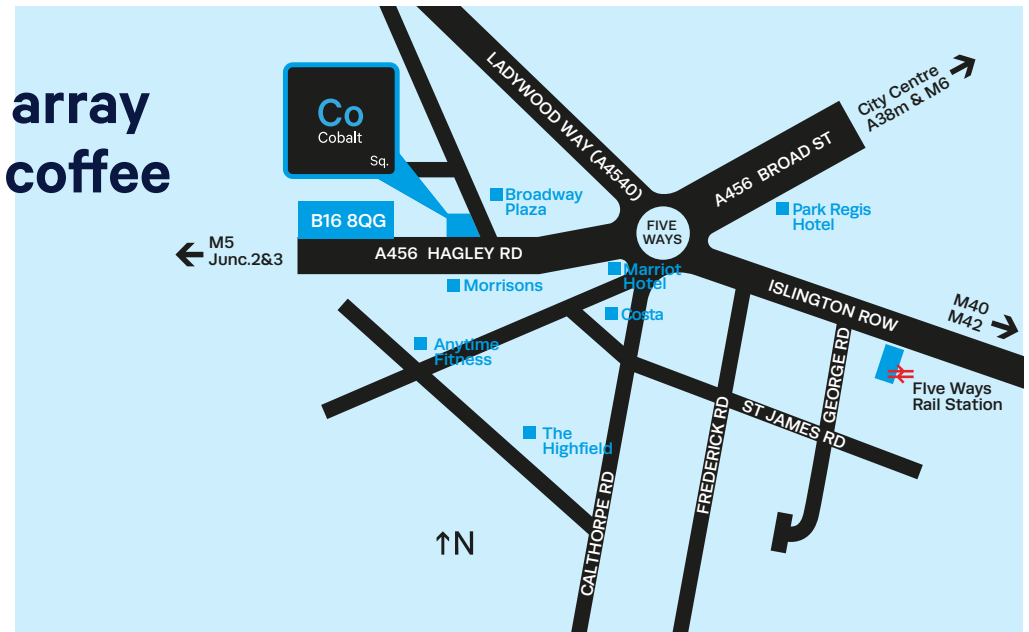 array
coffee
Co
Cobalt
Sq.
B16 8QG
M5
Junc.2&3
A456 HAGLEY RD
LADYWOOD WAY (A4540)
FIVE
WAYS
A456 BROAD ST
City Centre
A38m & M6
Broadway
Plaza
Park Regis
Hotel
Morrisons
Marriot
Hotel
Costa
ISLINGTON ROW
M40
M42
Anytime
Fitness
FIve Ways
Rail Station
GEORGE RD
ST JAMES RD
FREDERICK RD
The
Highfield
CALTHORPE RD
↑N